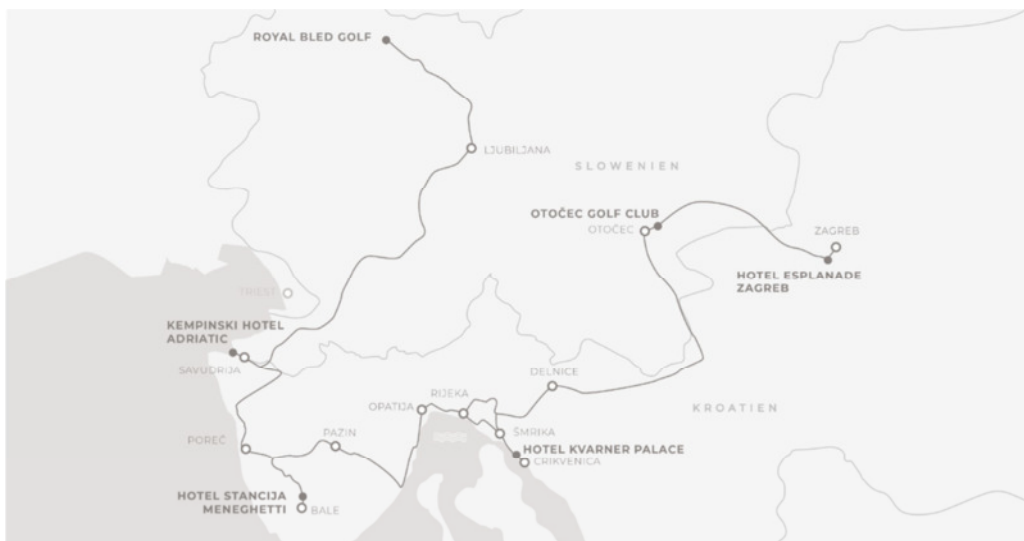 ROYAL BLED GOLF
LJUBILJANA
SLOWENIEN
OTOČEC GOLF CLUB
OTOČEC
ZAGREB
HOTEL ESPLANADE
ZAGREB
TRIEST
KEMPINSKI HOTEL
ADRIATIC
SAVUDRIJA
DELNICE
RIJEKA
OPATIJA
KROATIEN
ŠMRIKA
PAZIN
POREČ
HOTEL KVARNER PALACE
CRIKVENICA
HOTEL STANCIJA
MENEGHETTI
BALE